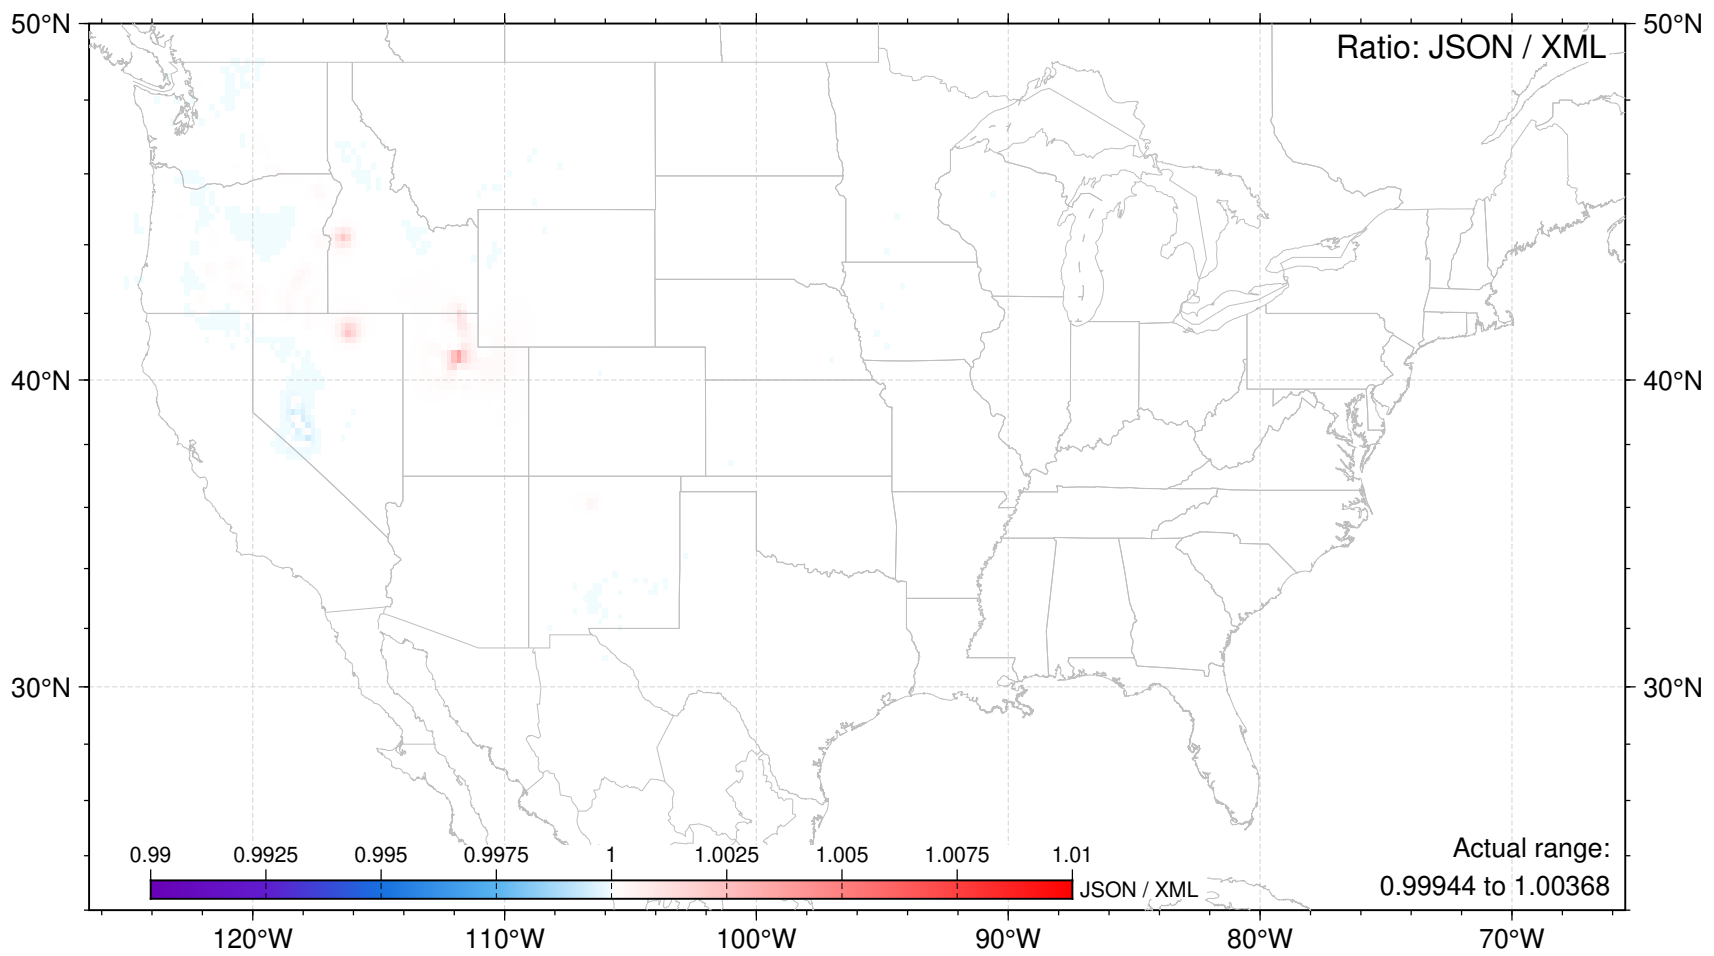 50°N
50°N
Ratio: JSON / XML
40°N
40°N
30°N
30°N
Actual range:
0.99944 to 1.00368
0.99 0.9925 0.995 0.9975 1 1.0025 1.005 1.0075 1.01
JSON / XML
120°W 110°W 100°W 90°W 80°W 70°W